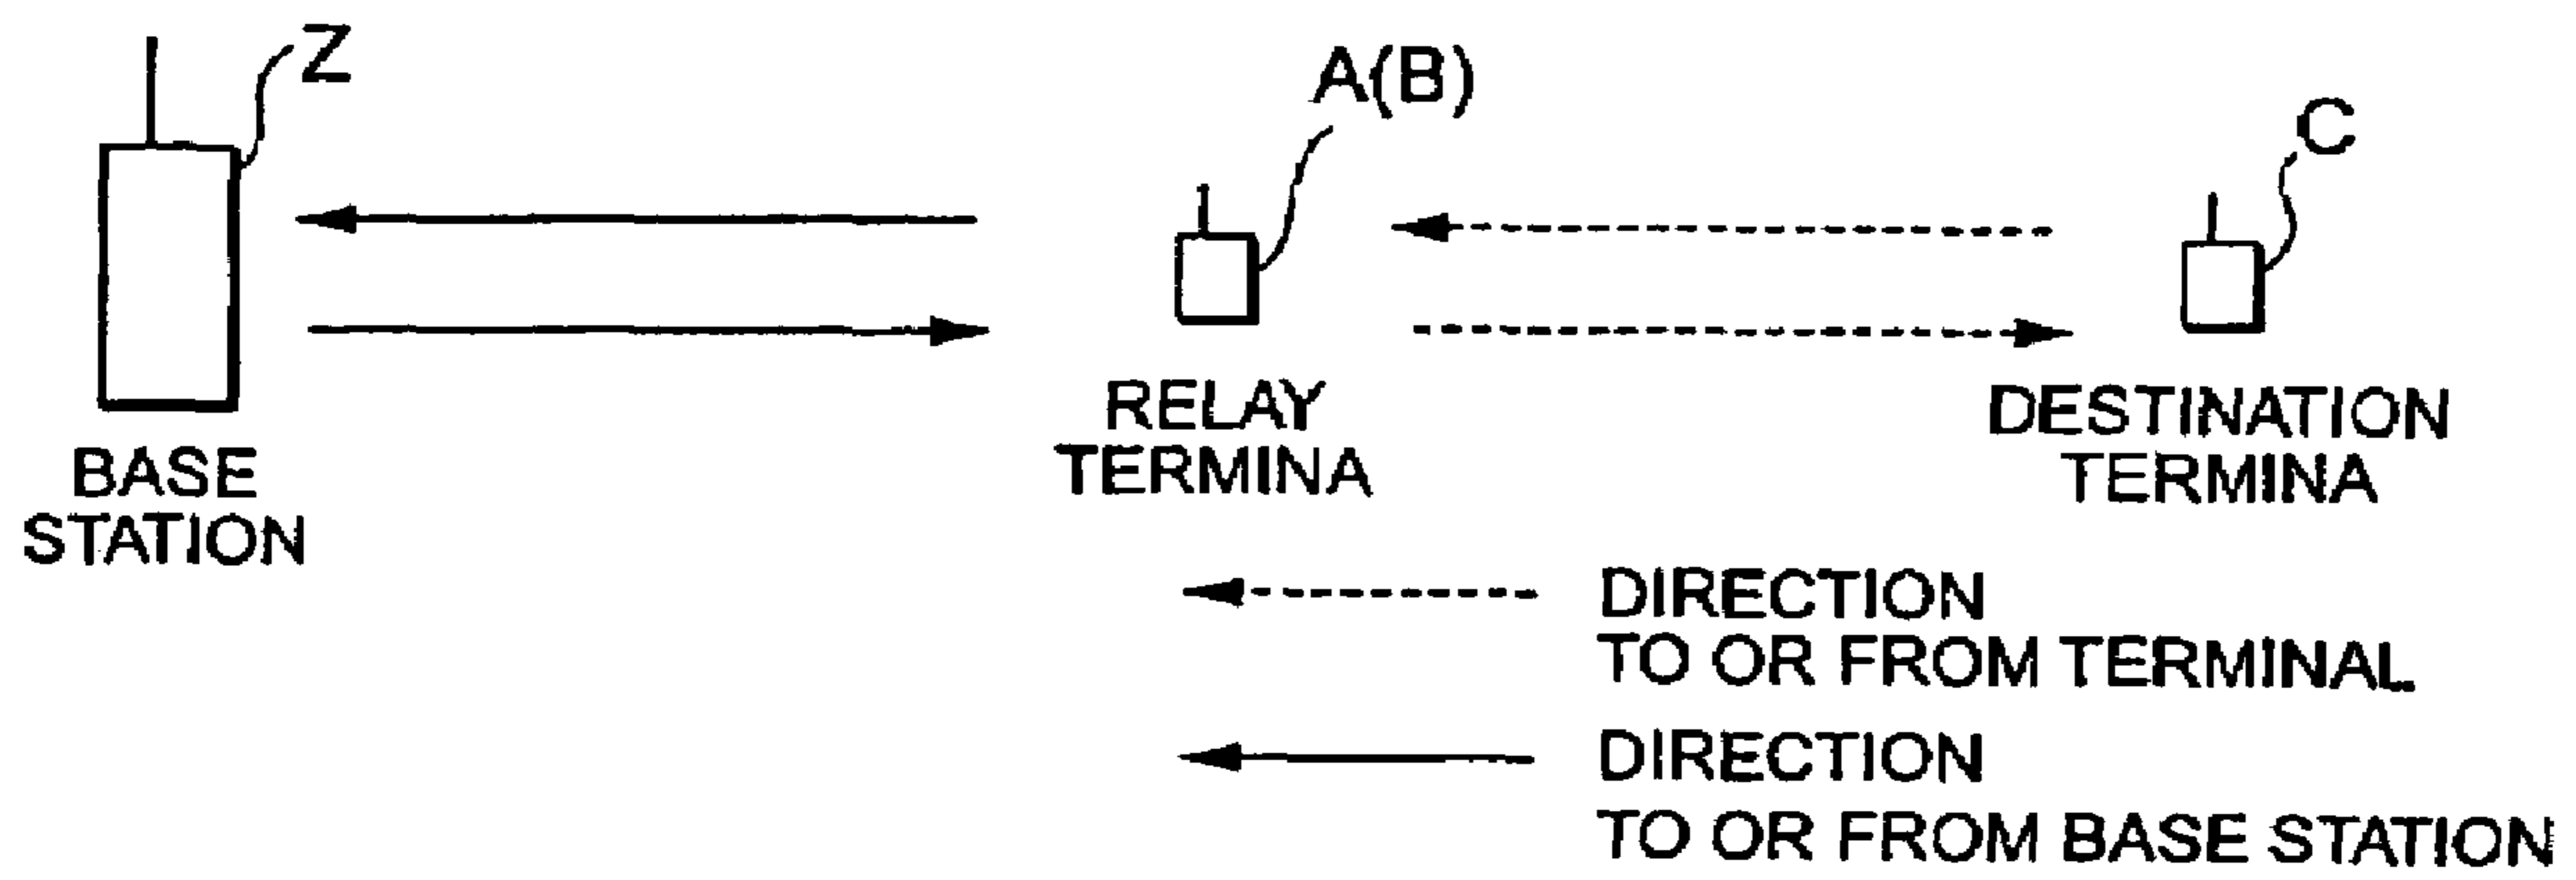 Z
A(B)
C
BASE
STATION
RELAY
TERMINA
DESTINATION
TERMINA
DIRECTION
TO OR FROM TERMINAL
DIRECTION
TO OR FROM BASE STATION